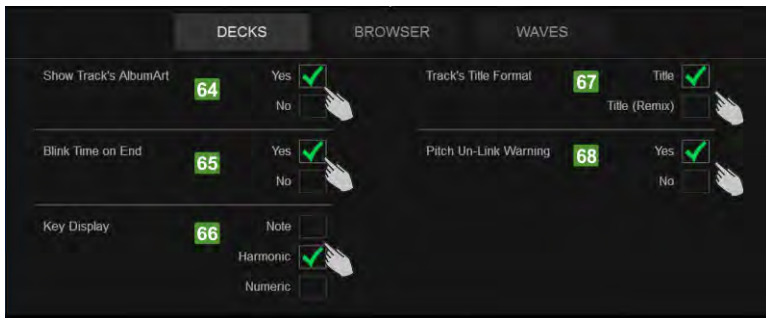 DECKS BROWSER WAVES
Show Track's AlbumArt 64 Yes
No
Blink Time on End 65 Yes
No
Key Display 66 Note
Harmonic
Numeric
Track's Title Format 67 Title
Title (Remix)
Pitch Un-Link Warning 68 Yes
No